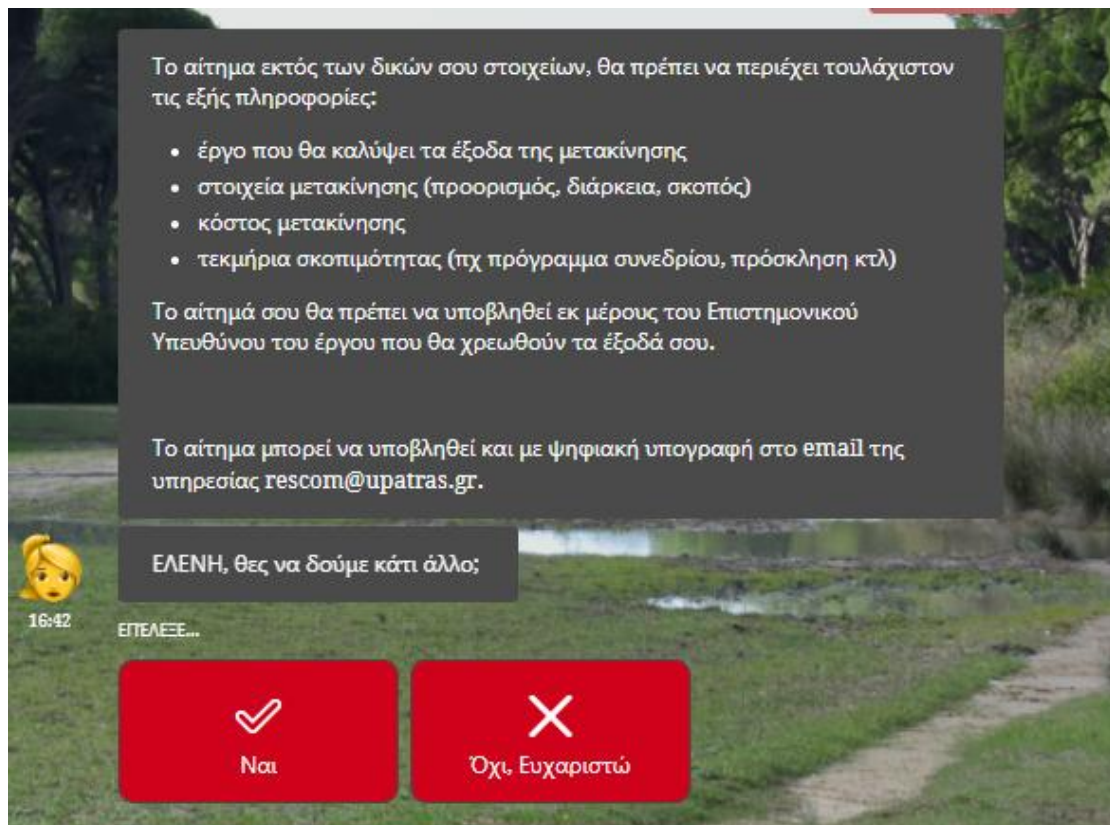 Το αίτημα εκτός των δικών σου στοιχείων, θα πρέπει να περιέχει τουλάχιστον
τις εξής πληροφορίες:
• έργο που θα καλύψει τα έξοδα της μετακίνησης
• στοιχεία μετακίνησης (προορισμός, διάρκεια, σκοπός)
• κόστος μετακίνησης
• τεκμήρια σκοπιμότητας (πχ πρόγραμμα συνεδρίου, πρόσκληση κτλ)
Το αίτημά σου θα πρέπει να υποβληθεί εκ μέρους του Επιστημονικού
Υπευθύνου του έργου που θα χρεωθούν τα έξοδά σου.
Το αίτημα μπορεί να υποβληθεί και με ψηφιακή υπογραφή στο email της
υπηρεσίας rescom@upatras.gr.
ΕΛΕΝΗ, θες να δούμε κάτι άλλο;
16:42
ΕΠΕΛΕΞΕ...
Ναι
Όχι, Ευχαριστώ